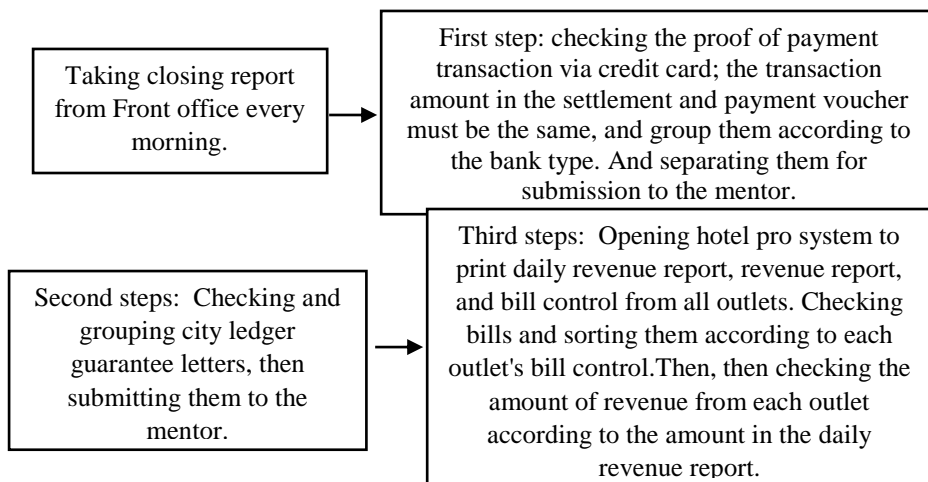 Taking closing report
from Front office every
morning.
First step: checking the proof of payment
transaction via credit card; the transaction
amount in the settlement and payment voucher
must be the same, and group them according to
the bank type. And separating them for
submission to the mentor.
Second steps:  Checking and
grouping city ledger
guarantee letters, then
submitting them to the
mentor.
Third steps:  Opening hotel pro system to
print daily revenue report, revenue report,
and bill control from all outlets. Checking
bills and sorting them according to each
outlet's bill control.Then, then checking the
amount of revenue from each outlet
according to the amount in the daily
revenue report.